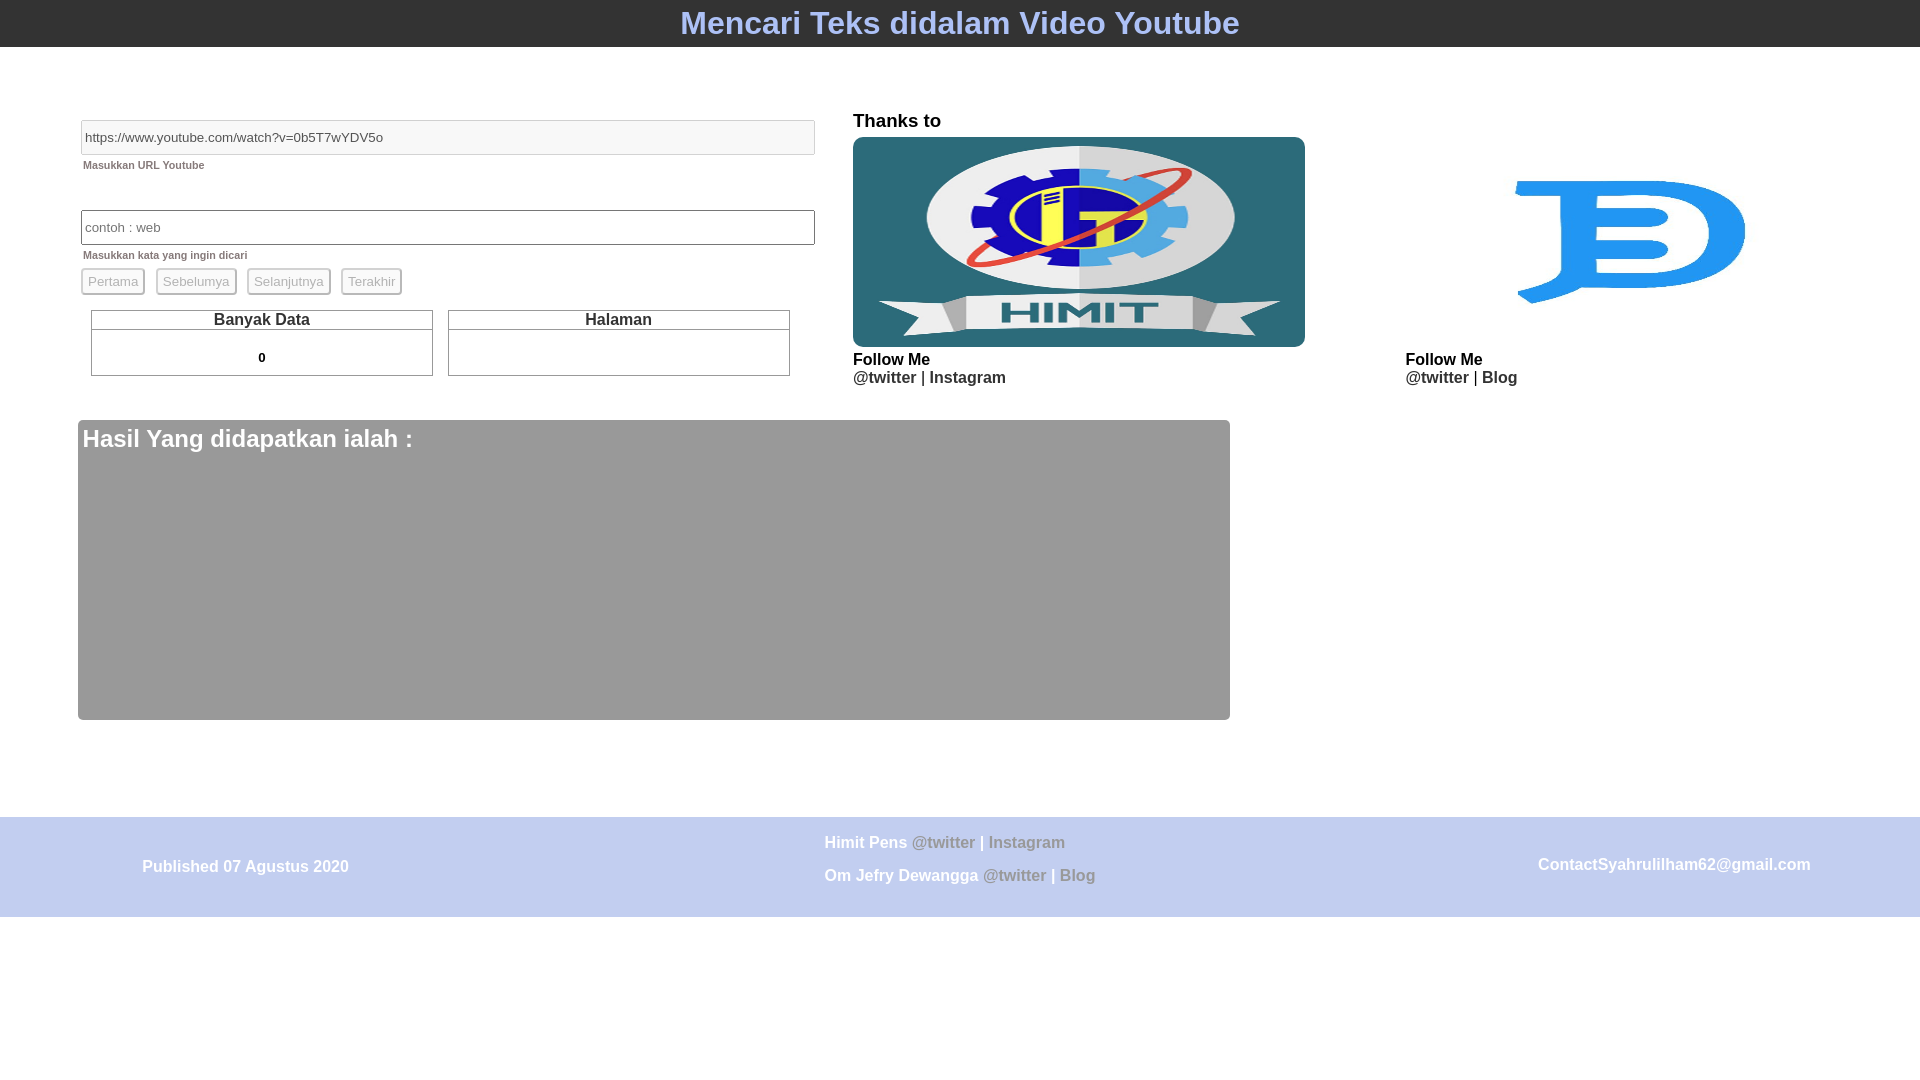 Mencari Teks didalam Video Youtube
https://www.youtube.com/watch?v=0b5T7wYDV5o
Masukkan URL Youtube
contoh : web
Masukkan kata yang ingin dicari
Pertama Sebelumya Selanjutnya Terakhir
Banyak Data Halaman
0
Thanks to
IT
HIMIT
Follow Me
@twitter | Instagram
JD
Follow Me
@twitter | Blog
Hasil Yang didapatkan ialah :
Published 07 Agustus 2020
Himit Pens @twitter | Instagram
Om Jefry Dewangga @twitter | Blog
ContactSyahrulilham62@gmail.com